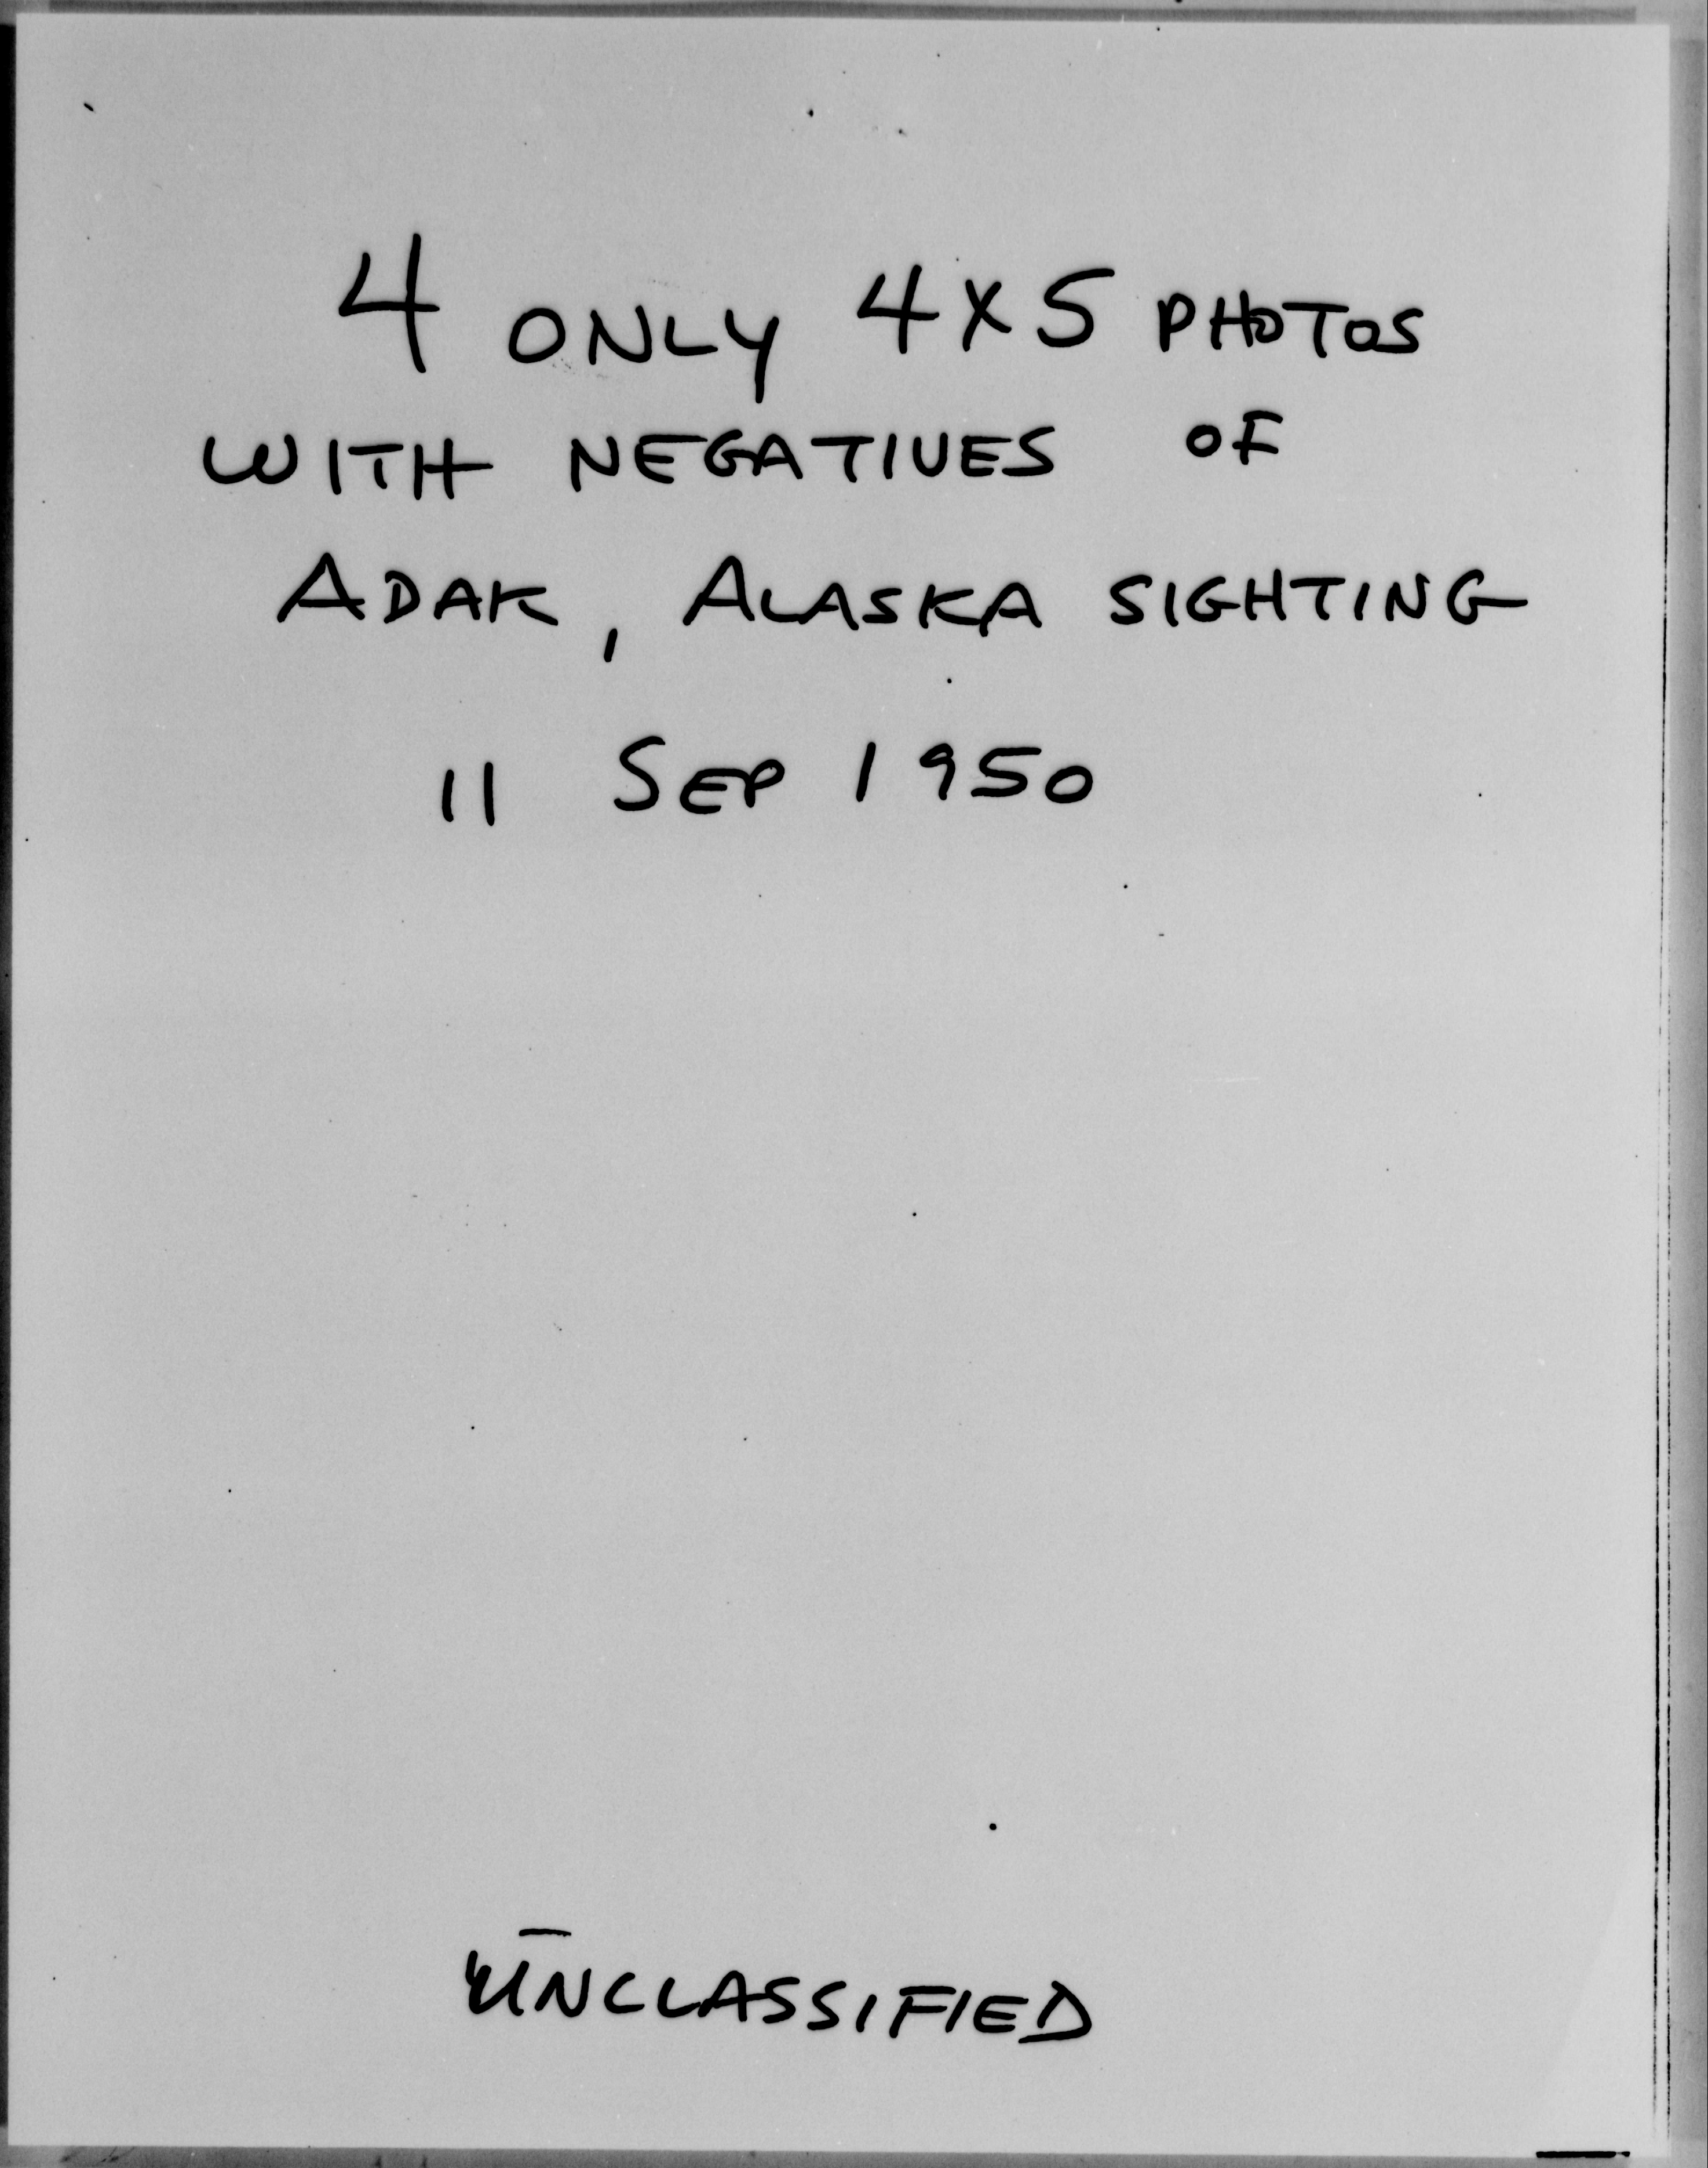 4 ONLY 4X5 PHOTOS
WITH NEGATIVES OF
ADAK, ALASKA SIGHTING
11 SEP 1950
UNCLASSIFIED